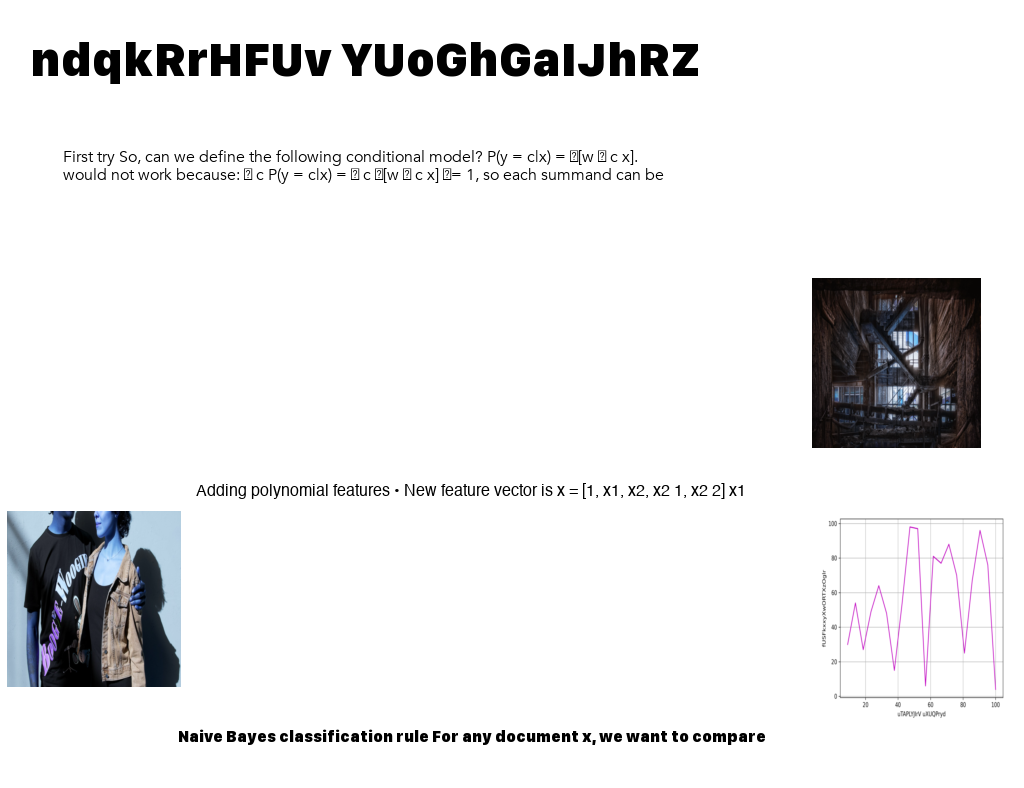 ndqkRrHFUv YUoGhGaIJhRZ
First try So, can we define the following conditional model? P(y = c|x) = [w c x].
would not work because: c P(y = c|x) = c [w c x] = 1, so each summand can be
Adding polynomial features • New feature vector is x = [1, x1, x2, x2 1, x2 2] x1
BOOG'E WOOGIE
100
80
60
40
20
0
20 40 60 80 100
uTAPLYJIrV uXUQPryd
Naive Bayes classification rule For any document x, we want to compare